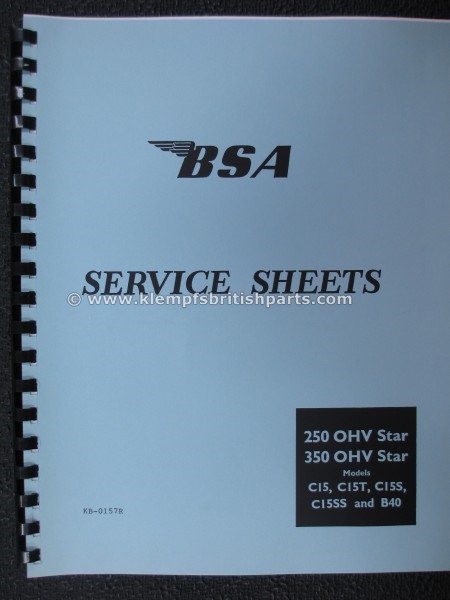 BSA
SERVICE SHEETS
© www.klempfsbritishparts.com
250 OHV Star
350 OHV Star
Models
C15, C15T, C15S,
C15SS and B40
KB-0157R